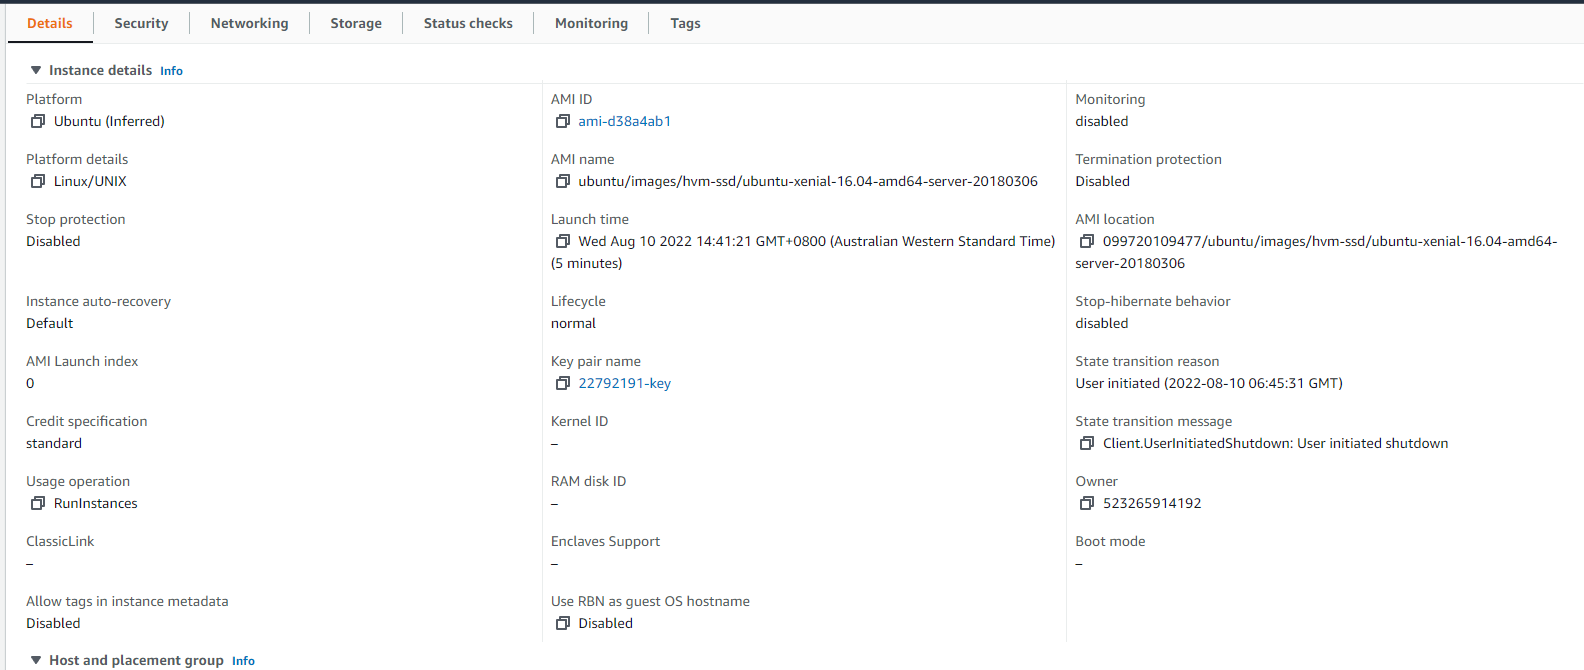 Details Security Networking Storage Status checks Monitoring Tags
Instance details Info
Platform
Ubuntu (Inferred)
AMI ID
ami-d38a4ab1
Monitoring
disabled
Platform details
Linux/UNIX
AMI name
ubuntu/images/hvm-ssd/ubuntu-xenial-16.04-amd64-server-20180306
Termination protection
Disabled
Stop protection
Disabled
Launch time
Wed Aug 10 2022 14:41:21 GMT+0800 (Australian Western Standard Time)
(5 minutes)
AMI location
099720109477/ubuntu/images/hvm-ssd/ubuntu-xenial-16.04-amd64-
server-20180306
Instance auto-recovery
Default
Lifecycle
normal
Stop-hibernate behavior
disabled
AMI Launch index
0
Key pair name
22792191-key
State transition reason
User initiated (2022-08-10 06:45:31 GMT)
Credit specification
standard
Kernel ID
–
State transition message
Client.UserInitiatedShutdown: User initiated shutdown
Usage operation
RunInstances
RAM disk ID
–
Owner
523265914192
ClassicLink
–
Enclaves Support
–
Boot mode
–
Allow tags in instance metadata
Disabled
Use RBN as guest OS hostname
Disabled
Host and placement group Info